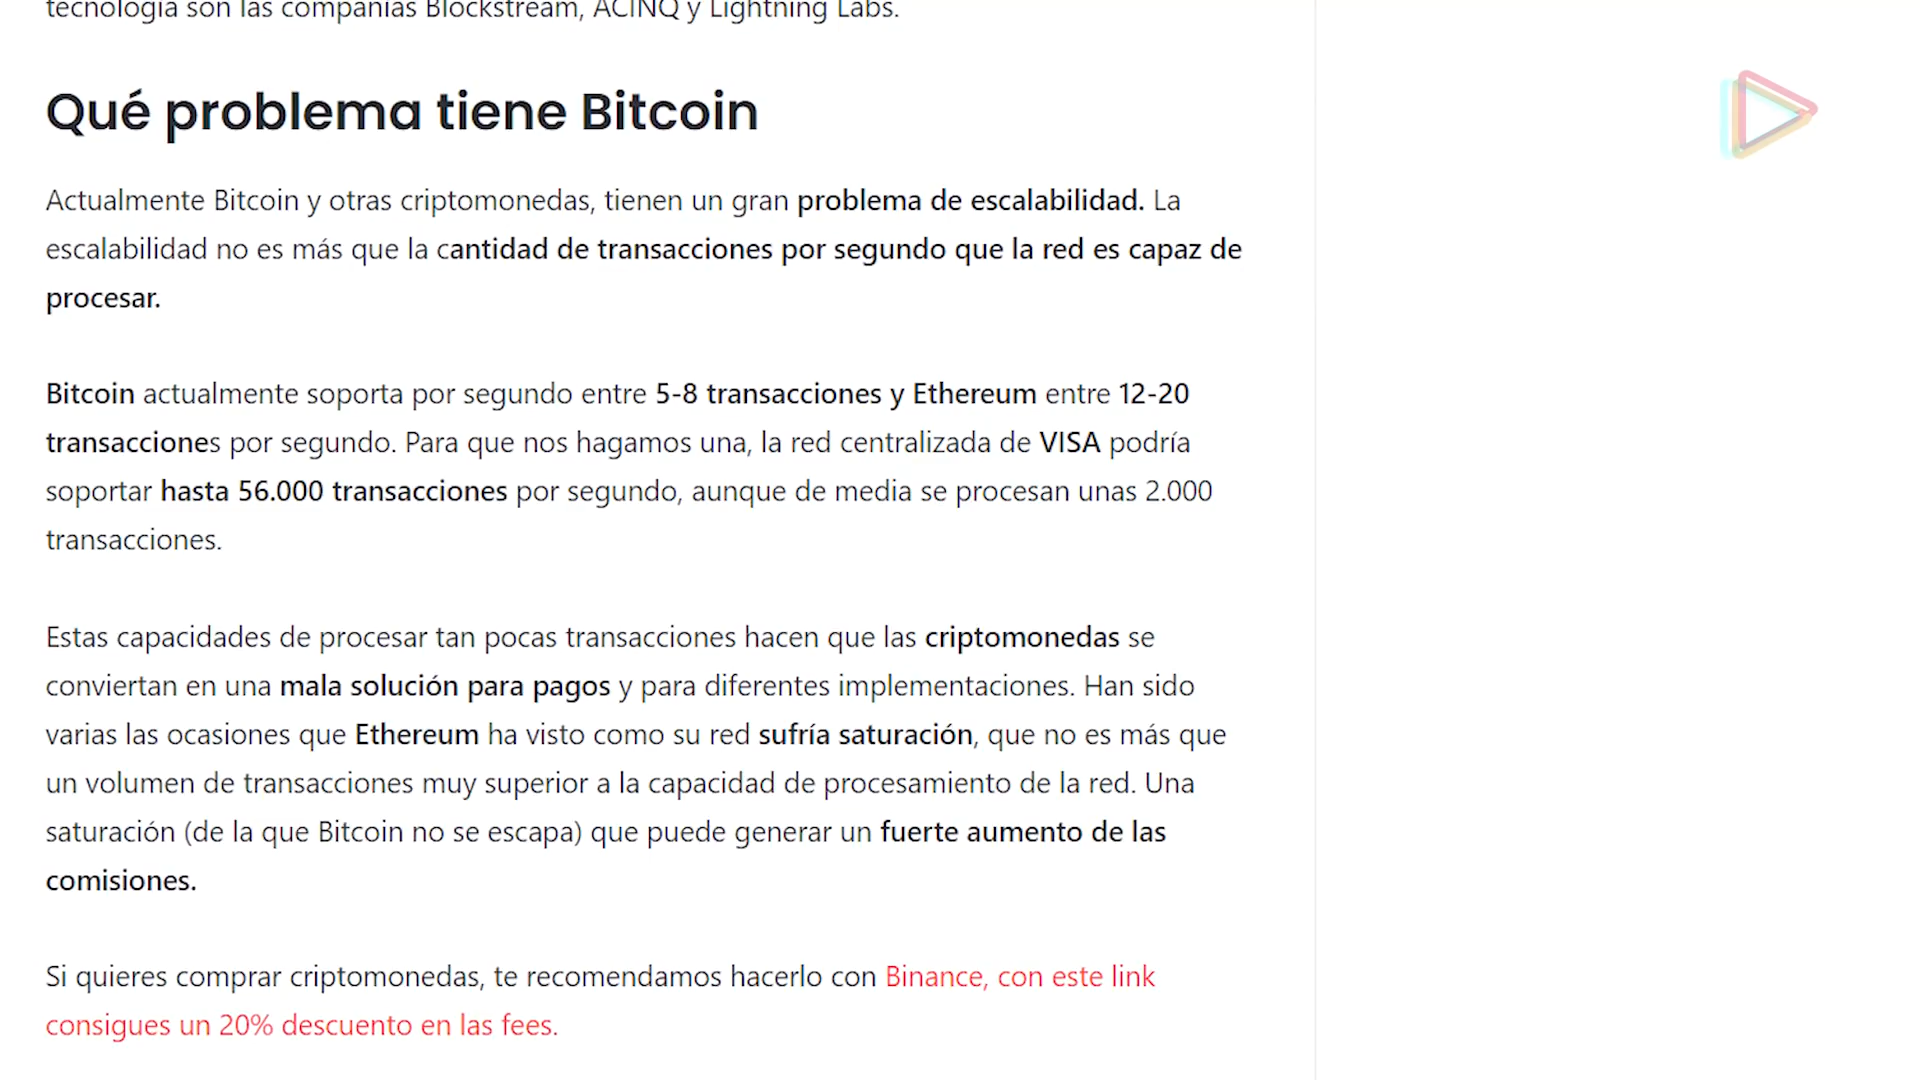 tecnología son las compañías Blockstream, ACINQ y Lightning Labs.
Qué problema tiene Bitcoin
Actualmente Bitcoin y otras criptomonedas, tienen un gran problema de escalabilidad. La
escalabilidad no es más que la cantidad de transacciones por segundo que la red es capaz de
procesar.
Bitcoin actualmente soporta por segundo entre 5-8 transacciones y Ethereum entre 12-20
transacciones por segundo. Para que nos hagamos una, la red centralizada de VISA podría
soportar hasta 56.000 transacciones por segundo, aunque de media se procesan unas 2.000
transacciones.
Estas capacidades de procesar tan pocas transacciones hacen que las criptomonedas se
conviertan en una mala solución para pagos y para diferentes implementaciones. Han sido
varias las ocasiones que Ethereum ha visto como su red sufría saturación, que no es más que
un volumen de transacciones muy superior a la capacidad de procesamiento de la red. Una
saturación (de la que Bitcoin no se escapa) que puede generar un fuerte aumento de las
comisiones.
Si quieres comprar criptomonedas, te recomendamos hacerlo con Binance, con este link
consigues un 20% descuento en las fees.